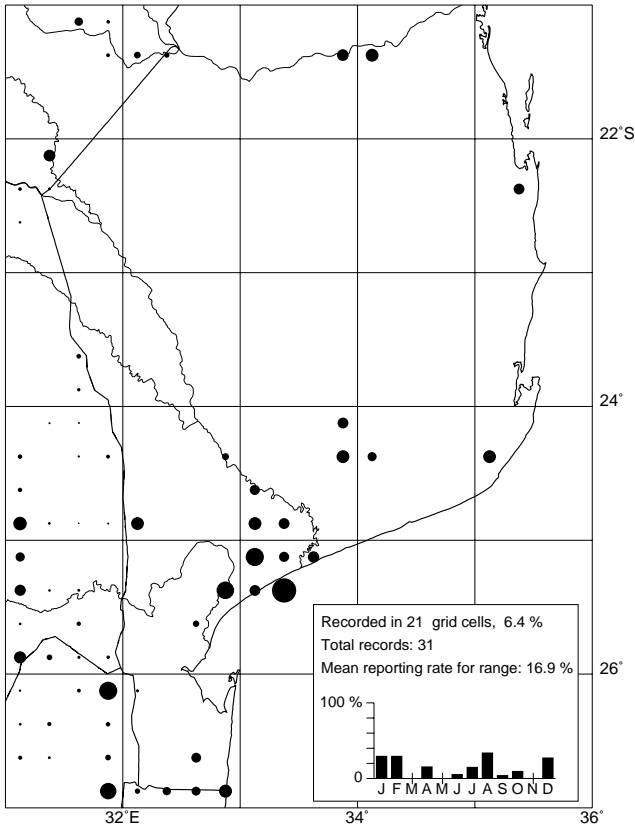 22˚S
24˚
26˚
Recorded in 21 grid cells, 6.4 %
Total records: 31
Mean reporting rate for range: 16.9 %
100 %
0
J F M A M J J A S O N D
32˚E 34˚ 36˚